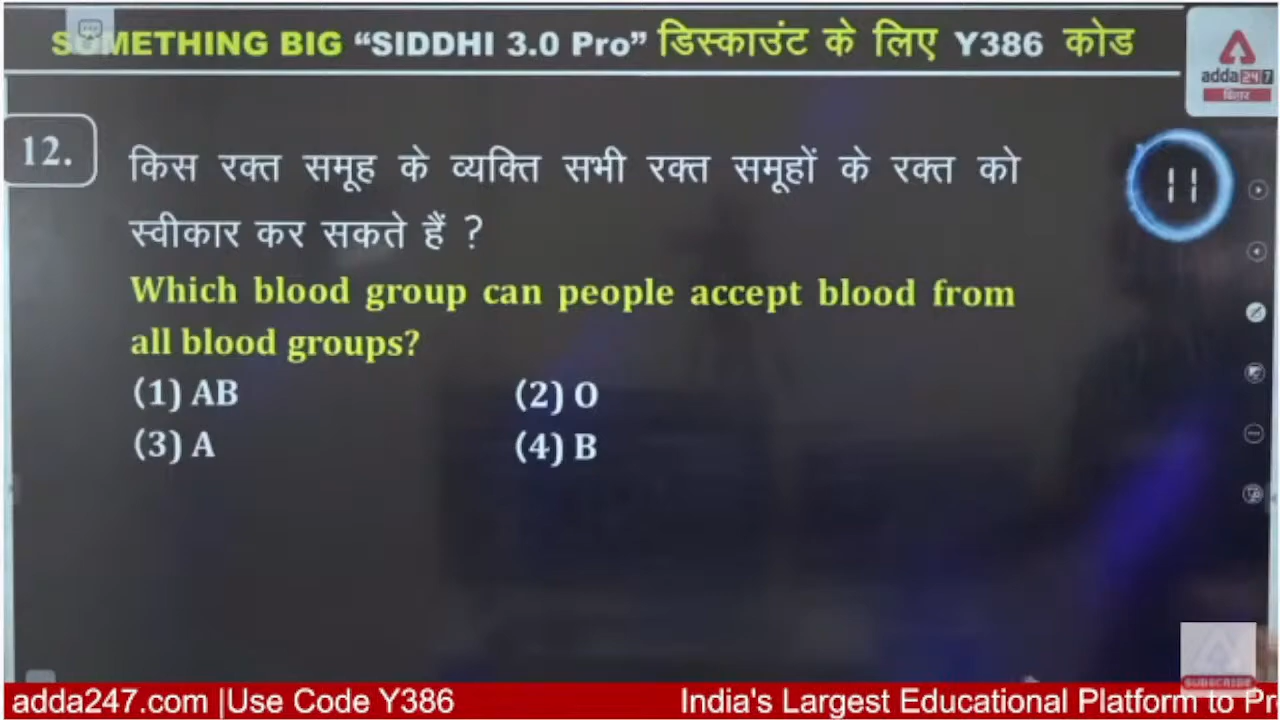 SOMETHING BIG “SIDDHI 3.0 Pro” डिस्काउंट के लिए Y386 कोड
adda247
बिहार
12.
किस रक्त समूह के व्यक्ति सभी रक्त समूहों के रक्त को
स्वीकार कर सकते हैं ?
11
Which blood group can people accept blood from
all blood groups?
(1) AB (2) O
(3) A (4) B
SUBSCRIBE
adda247.com |Use Code Y386 India's Largest Educational Platform to Pr